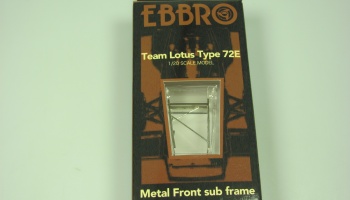 EBBRO
Team Lotus Type 72E
1/20 SCALE MODEL
Metal Front sub frame